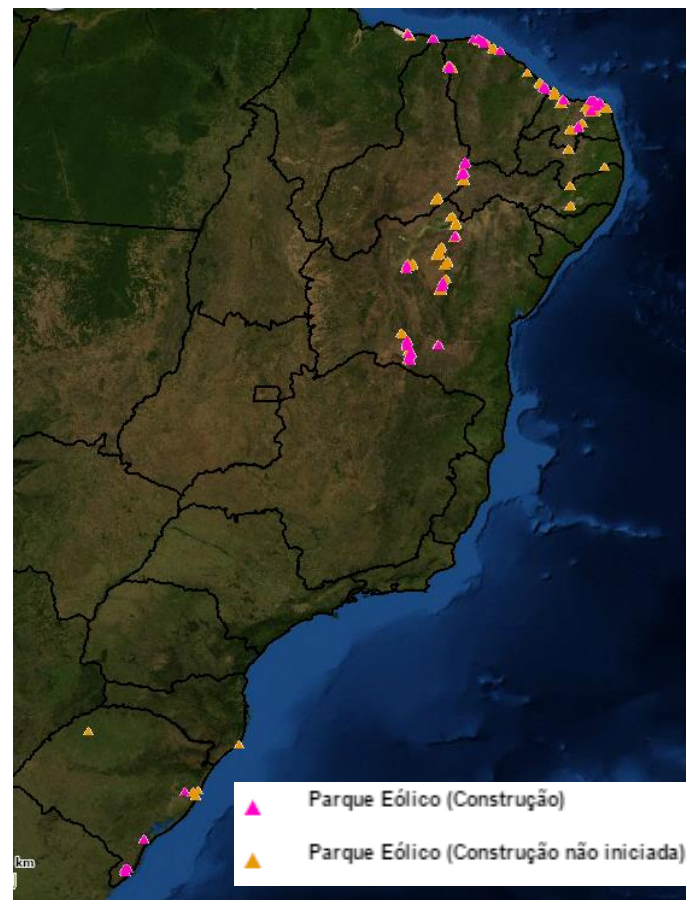 Parque Eólico (Construção)
Parque Eólico (Construção não iniciada)
km